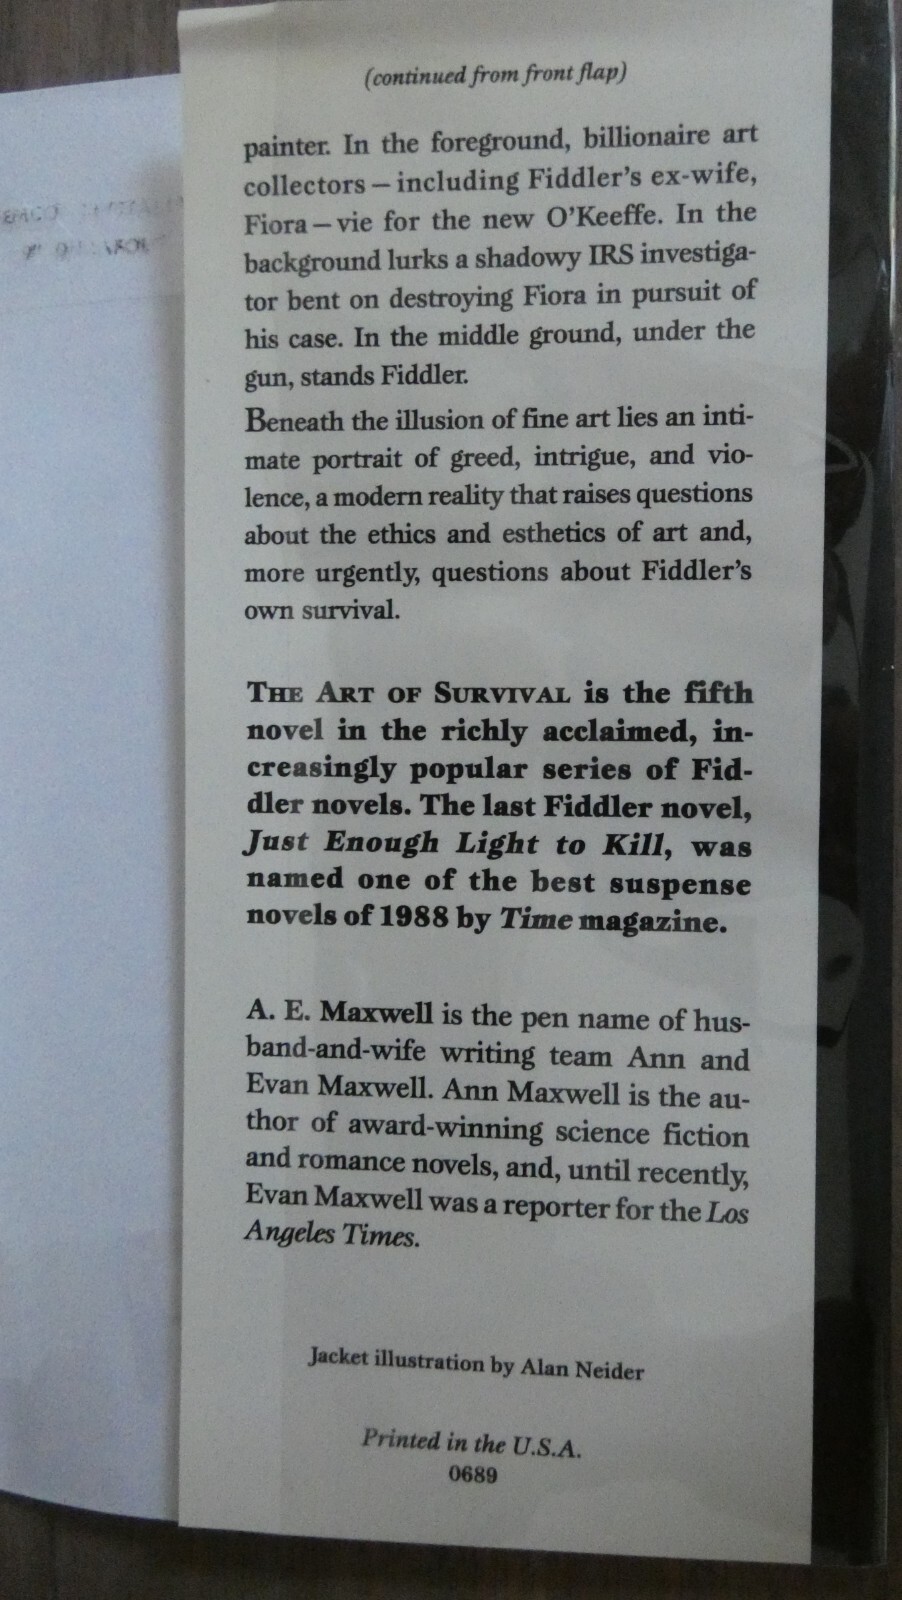 (continued from front flap)
painter. In the foreground, billionaire art
collectors – including Fiddler's ex-wife,
Fiora – vie for the new O'Keeffe. In the
background lurks a shadowy IRS investiga-
tor bent on destroying Fiora in pursuit of
his case. In the middle ground, under the
gun, stands Fiddler.
Beneath the illusion of fine art lies an inti-
mate portrait of greed, intrigue, and vio-
lence, a modern reality that raises questions
about the ethics and esthetics of art and,
more urgently, questions about Fiddler's
own survival.
THE ART OF SURVIVAL is the fifth
novel in the richly acclaimed, in-
creasingly popular series of Fid-
dler novels. The last Fiddler novel,
Just Enough Light to Kill, was
named one of the best suspense
novels of 1988 by Time magazine.
A. E. Maxwell is the pen name of hus-
band-and-wife writing team Ann and
Evan Maxwell. Ann Maxwell is the au-
thor of award-winning science fiction
and romance novels, and, until recently,
Evan Maxwell was a reporter for the Los
Angeles Times.
Jacket illustration by Alan Neider
Printed in the U.S.A.
0689